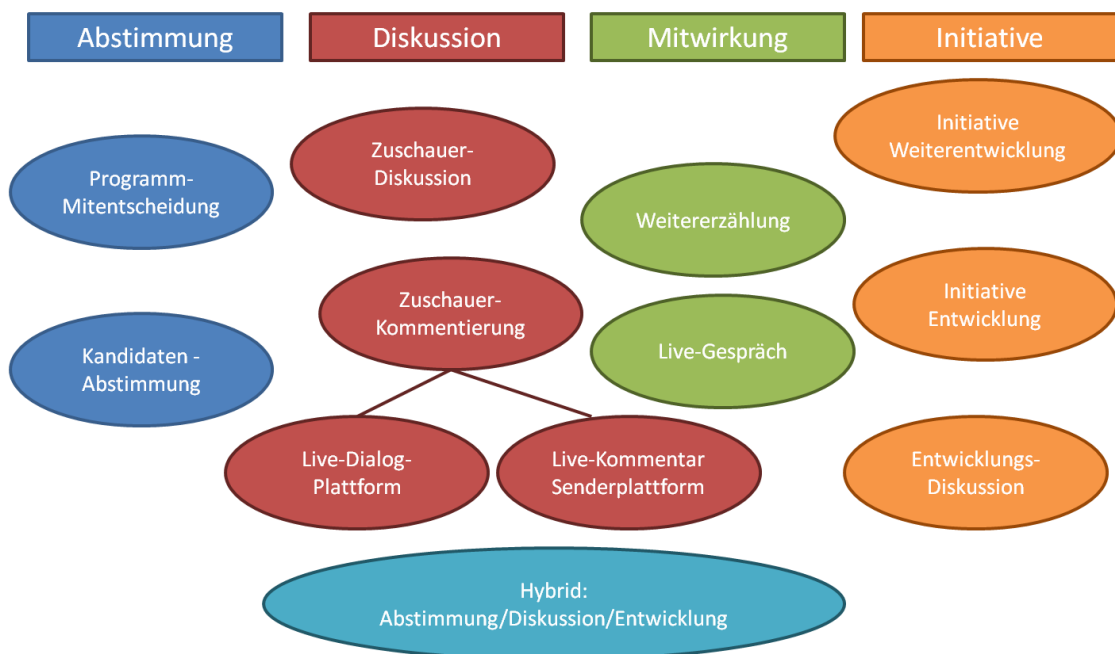 Abstimmung
Diskussion
Mitwirkung
Initiative
Programm-
Mitentscheidung
Kandidaten -
Abstimmung
Zuschauer-
Diskussion
Zuschauer-
Kommentierung
Live-Dialog-
Plattform
Live-Kommentar
Senderplattform
Weitererzählung
Live-Gespräch
Initiative
Weiterentwicklung
Initiative
Entwicklung
Entwicklungs-
Diskussion
Hybrid:
Abstimmung/Diskussion/Entwicklung